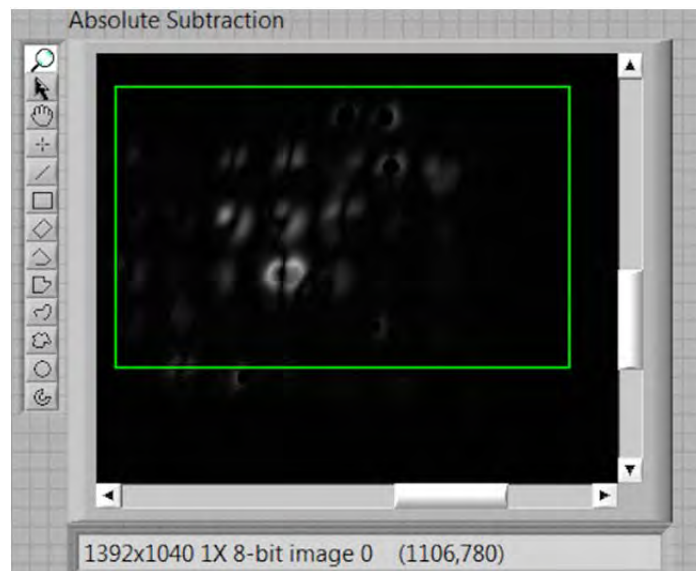 Absolute Subtraction
1392x1040 1X 8-bit image 0 (1106,780)